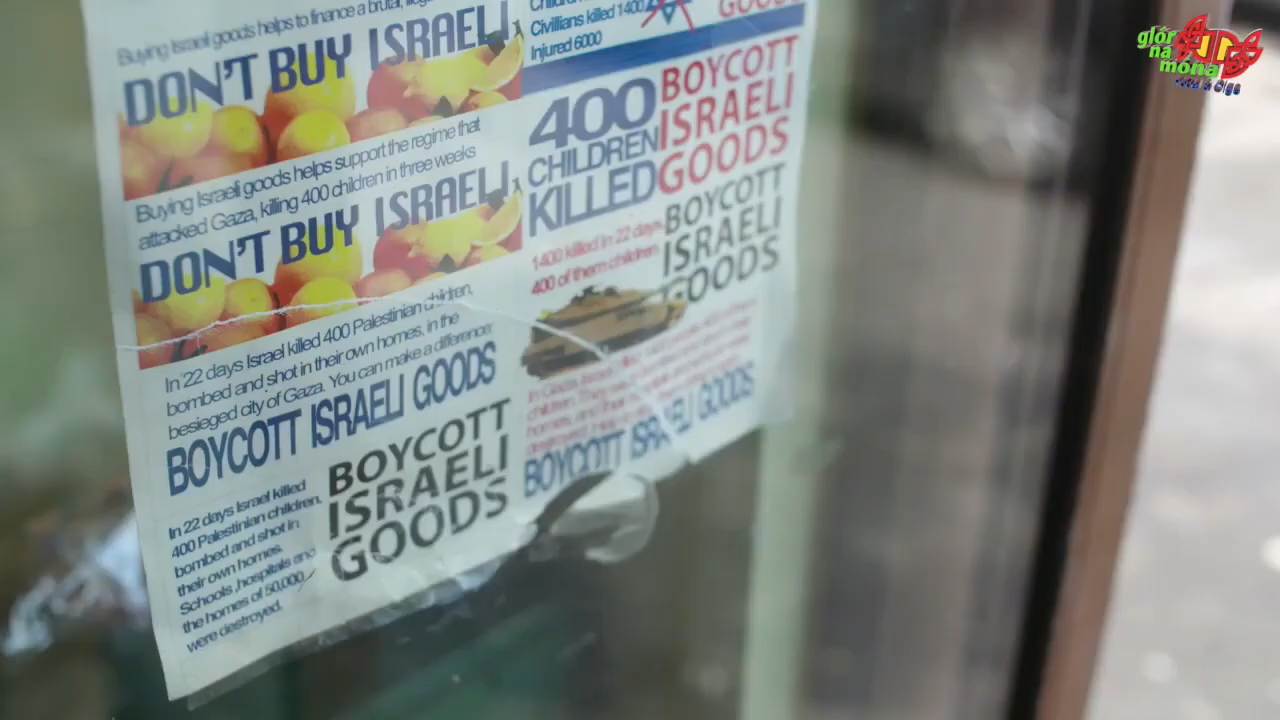 Buying Israel goods helps to finance a brutal,
DON'T BUY ISRAELI
Buying Israeli goods helps support the regime that
attacked Gaza, killing 400 children in three weeks
DON'T BUY ISRAELI
In 22 days Israel killed 400 Palestinian children,
bombed and shot in their own homes, in the
besieged city of Gaza. You can make a difference:
BOYCOTT ISRAELI GOODS
In 22 days Israel killed
400 Palestinian children.
bombed and shot in
their own homes.
Schools ,hospitals and
the homes of 50,000
were destroyed.
BOYCOTT
ISRAELI
GOODS
Civillians killed 1400
Injured 6000
GOODS
400
CHILDREN
KILLED
BOYCOTT
ISRAELI
GOODS
1400 killed in 22 days
400 of them children
BOYCOTT
ISRAELI
GOODS
BOYCOTT ISRAELI GOODS
glór
na
móna